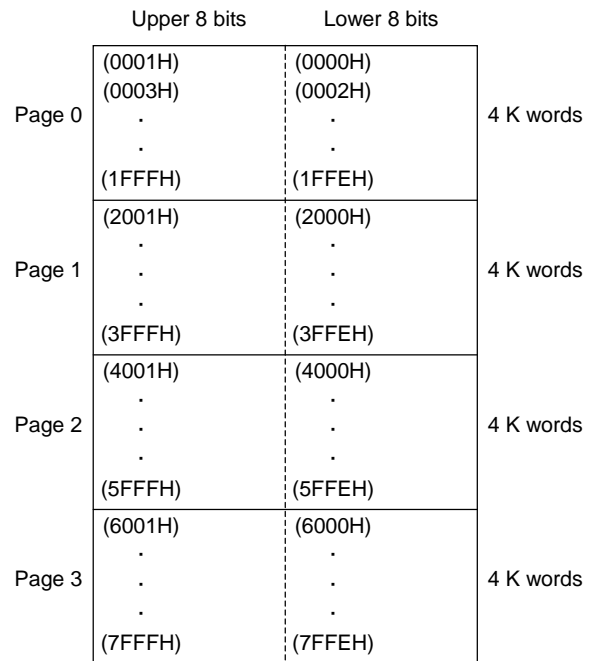 Upper 8 bits Lower 8 bits
(0001H) (0000H)
(0003H) (0002H)
Page 0 . . 4 K words
. .
(1FFFH) (1FFEH)
(2001H) (2000H)
. .
Page 1 . . 4 K words
. .
(3FFFH) (3FFEH)
(4001H) (4000H)
. .
Page 2 . . 4 K words
. .
(5FFFH) (5FFEH)
(6001H) (6000H)
. .
Page 3 . . 4 K words
. .
(7FFFH) (7FFEH)